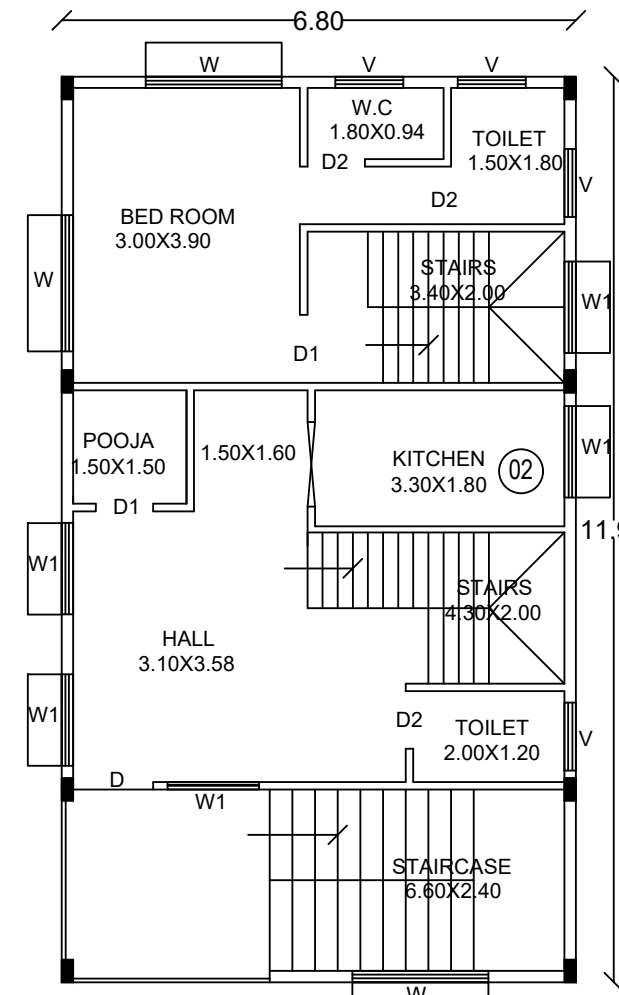 6.80
W
V
V
W.C
1.80X0.94
TOILET
1.50X1.80
D2
V
D2
BED ROOM
3.00X3.90
W
STAIRS
3.40X2.00
W1
D1
POOJA
1.50X1.50
1.50X1.60
KITCHEN
3.30X1.80
02
W1
D1
W1
STAIRS
4.30X2.00
HALL
3.10X3.58
W1
D2
TOILET
2.00X1.20
V
D
W1
STAIRCASE
6.60X2.40
W